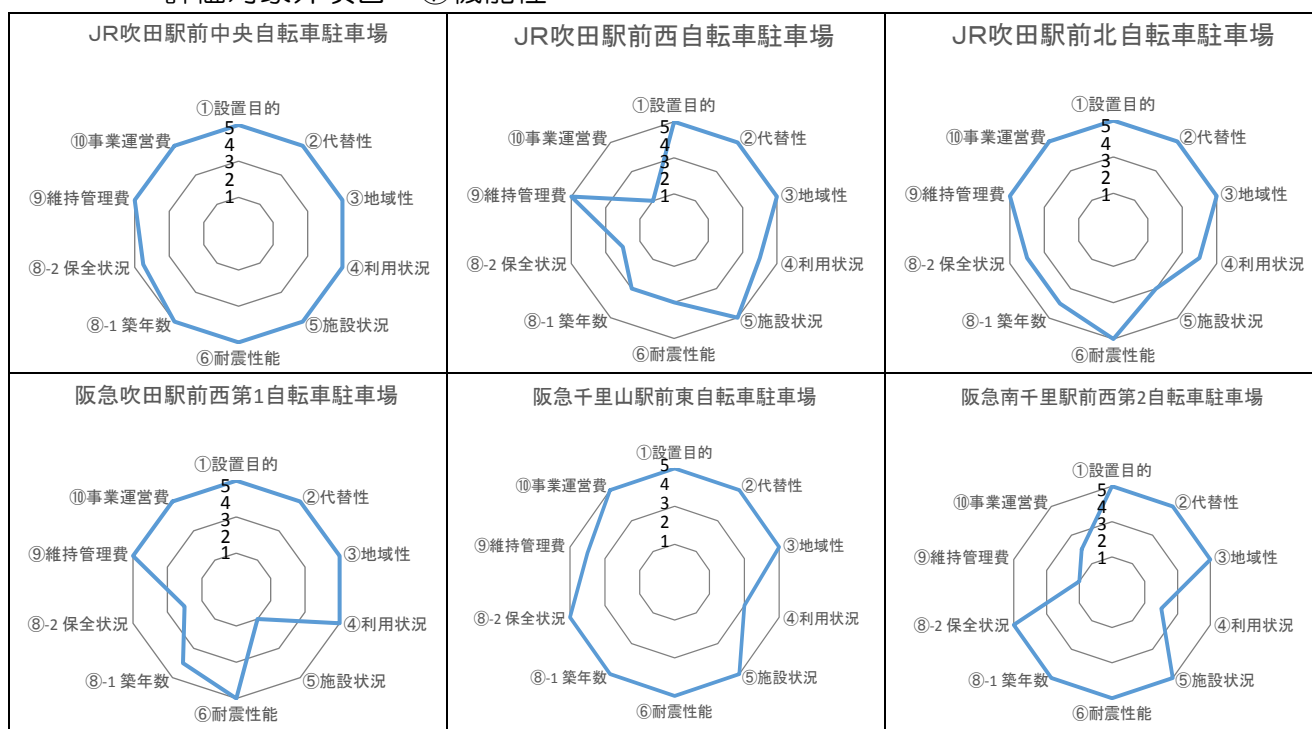 評価対象外項目 ⑦機能性
JR吹田駅前中央自転車駐車場
①設置目的
②代替性
③地域性
④利用状況
⑤施設状況
⑥耐震性能
⑧-1 築年数
⑧-2 保全状況
⑨維持管理費
⑩事業運営費
5
4
3
2
1
JR吹田駅前西自転車駐車場
①設置目的
②代替性
③地域性
④利用状況
⑤施設状況
⑥耐震性能
⑧-1 築年数
⑧-2 保全状況
⑨維持管理費
⑩事業運営費
5
4
3
2
1
JR吹田駅前北自転車駐車場
①設置目的
②代替性
③地域性
④利用状況
⑤施設状況
⑥耐震性能
⑧-1 築年数
⑧-2 保全状況
⑨維持管理費
⑩事業運営費
5
4
3
2
1
阪急吹田駅前西第1自転車駐車場
①設置目的
②代替性
③地域性
④利用状況
⑤施設状況
⑥耐震性能
⑧-1 築年数
⑧-2 保全状況
⑨維持管理費
⑩事業運営費
5
4
3
2
1
阪急千里山駅前東自転車駐車場
①設置目的
②代替性
③地域性
④利用状況
⑤施設状況
⑥耐震性能
⑧-1 築年数
⑧-2 保全状況
⑨維持管理費
⑩事業運営費
5
4
3
2
1
阪急南千里駅前西第2自転車駐車場
①設置目的
②代替性
③地域性
④利用状況
⑤施設状況
⑥耐震性能
⑧-1 築年数
⑧-2 保全状況
⑨維持管理費
⑩事業運営費
5
4
3
2
1